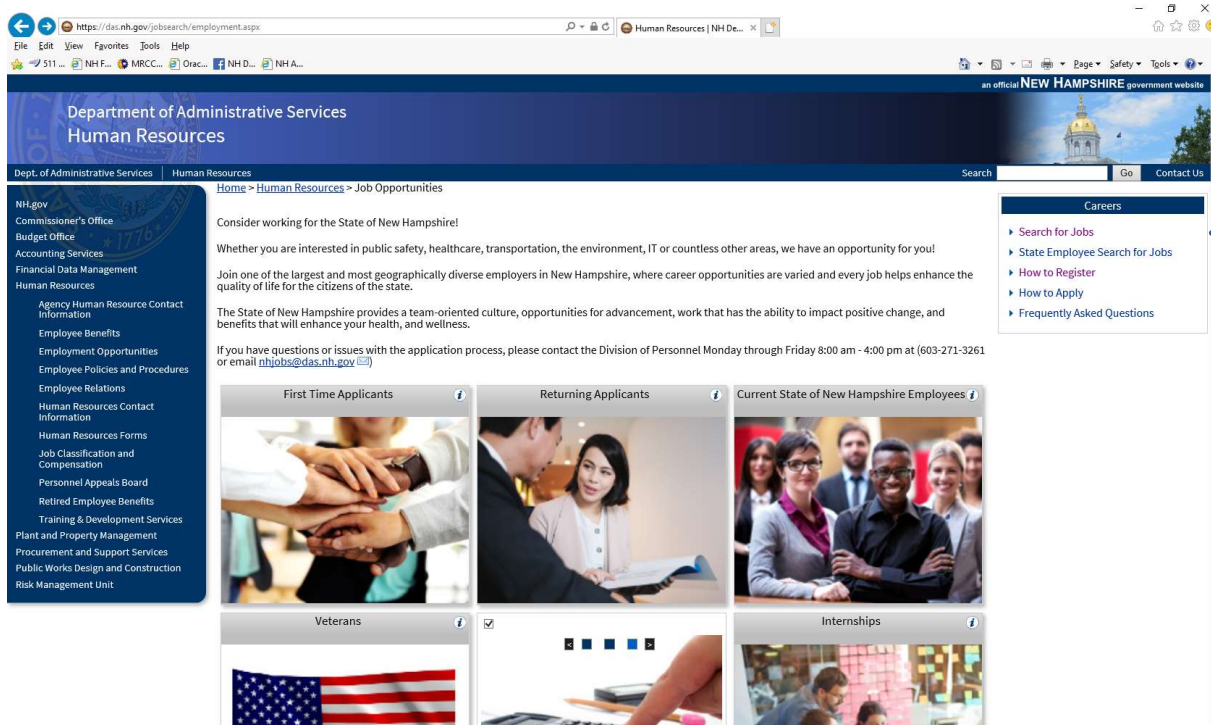 https://das.nh.gov/jobsearch/employment.aspx
Human Resources | NH De...
File Edit View Favorites Tools Help
511 ... NH F... MRCC... Orac... NH D... NH A...
Page Safety Tools
an official NEW HAMPSHIRE government website
Department of Administrative Services
Human Resources
Dept. of Administrative Services | Human Resources
Search Go Contact Us
Home > Human Resources > Job Opportunities
NH.gov
Commissioner's Office
Budget Office
Accounting Services
Financial Data Management
Human Resources
Agency Human Resource Contact
Information
Employee Benefits
Employment Opportunities
Employee Policies and Procedures
Employee Relations
Human Resources Contact
Information
Human Resources Forms
Job Classification and
Compensation
Personnel Appeals Board
Retired Employee Benefits
Training & Development Services
Plant and Property Management
Procurement and Support Services
Public Works Design and Construction
Risk Management Unit
Consider working for the State of New Hampshire!
Whether you are interested in public safety, healthcare, transportation, the environment, IT or countless other areas, we have an opportunity for you!
Join one of the largest and most geographically diverse employers in New Hampshire, where career opportunities are varied and every job helps enhance the
quality of life for the citizens of the state.
The State of New Hampshire provides a team-oriented culture, opportunities for advancement, work that has the ability to impact positive change, and
benefits that will enhance your health, and wellness.
If you have questions or issues with the application process, please contact the Division of Personnel Monday through Friday 8:00 am - 4:00 pm at (603-271-3261
or email nhjobs@das.nh.gov)
Careers
Search for Jobs
State Employee Search for Jobs
How to Register
How to Apply
Frequently Asked Questions
First Time Applicants
Returning Applicants
Current State of New Hampshire Employees
Veterans
Internships
1776